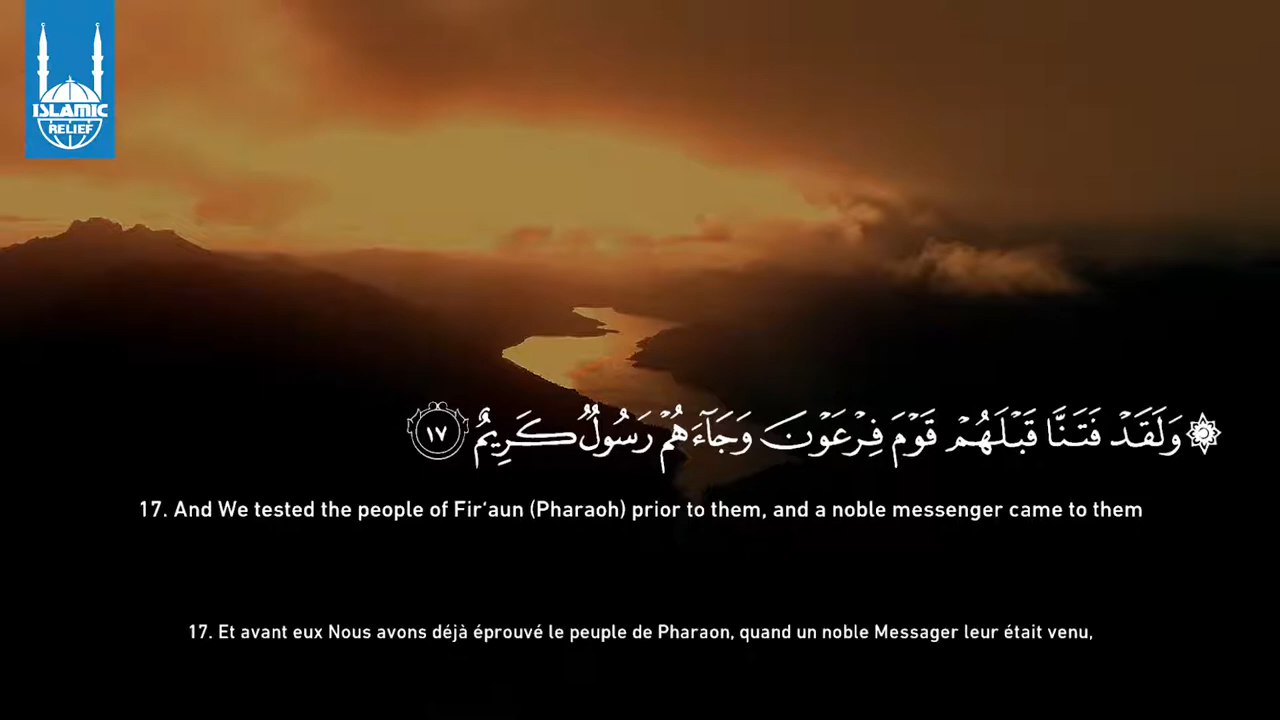 ISLAMIC
RELIEF
۞ وَلَقَدْ فَتَنَّا قَبْلَهُمْ قَوْمَ فِرْعَوْنَ وَجَآءَهُمْ رَسُولٌ كَرِيمٌ ١٧
17. And We tested the people of Fir‘aun (Pharaoh) prior to them, and a noble messenger came to them
17. Et avant eux Nous avons déjà éprouvé le peuple de Pharaon, quand un noble Messager leur était venu,